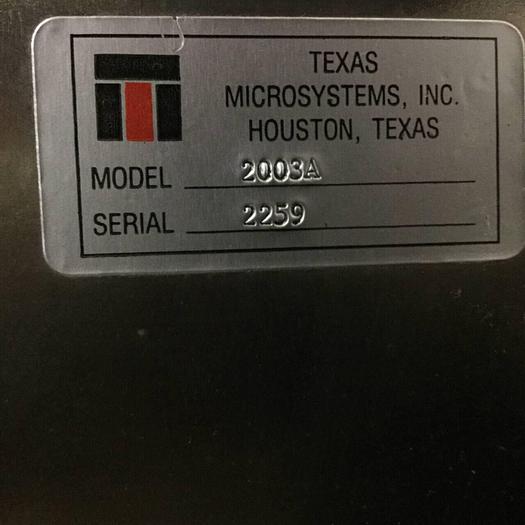 TEXAS
MICROSYSTEMS, INC.
HOUSTON, TEXAS
MODEL 2003A
SERIAL 2259